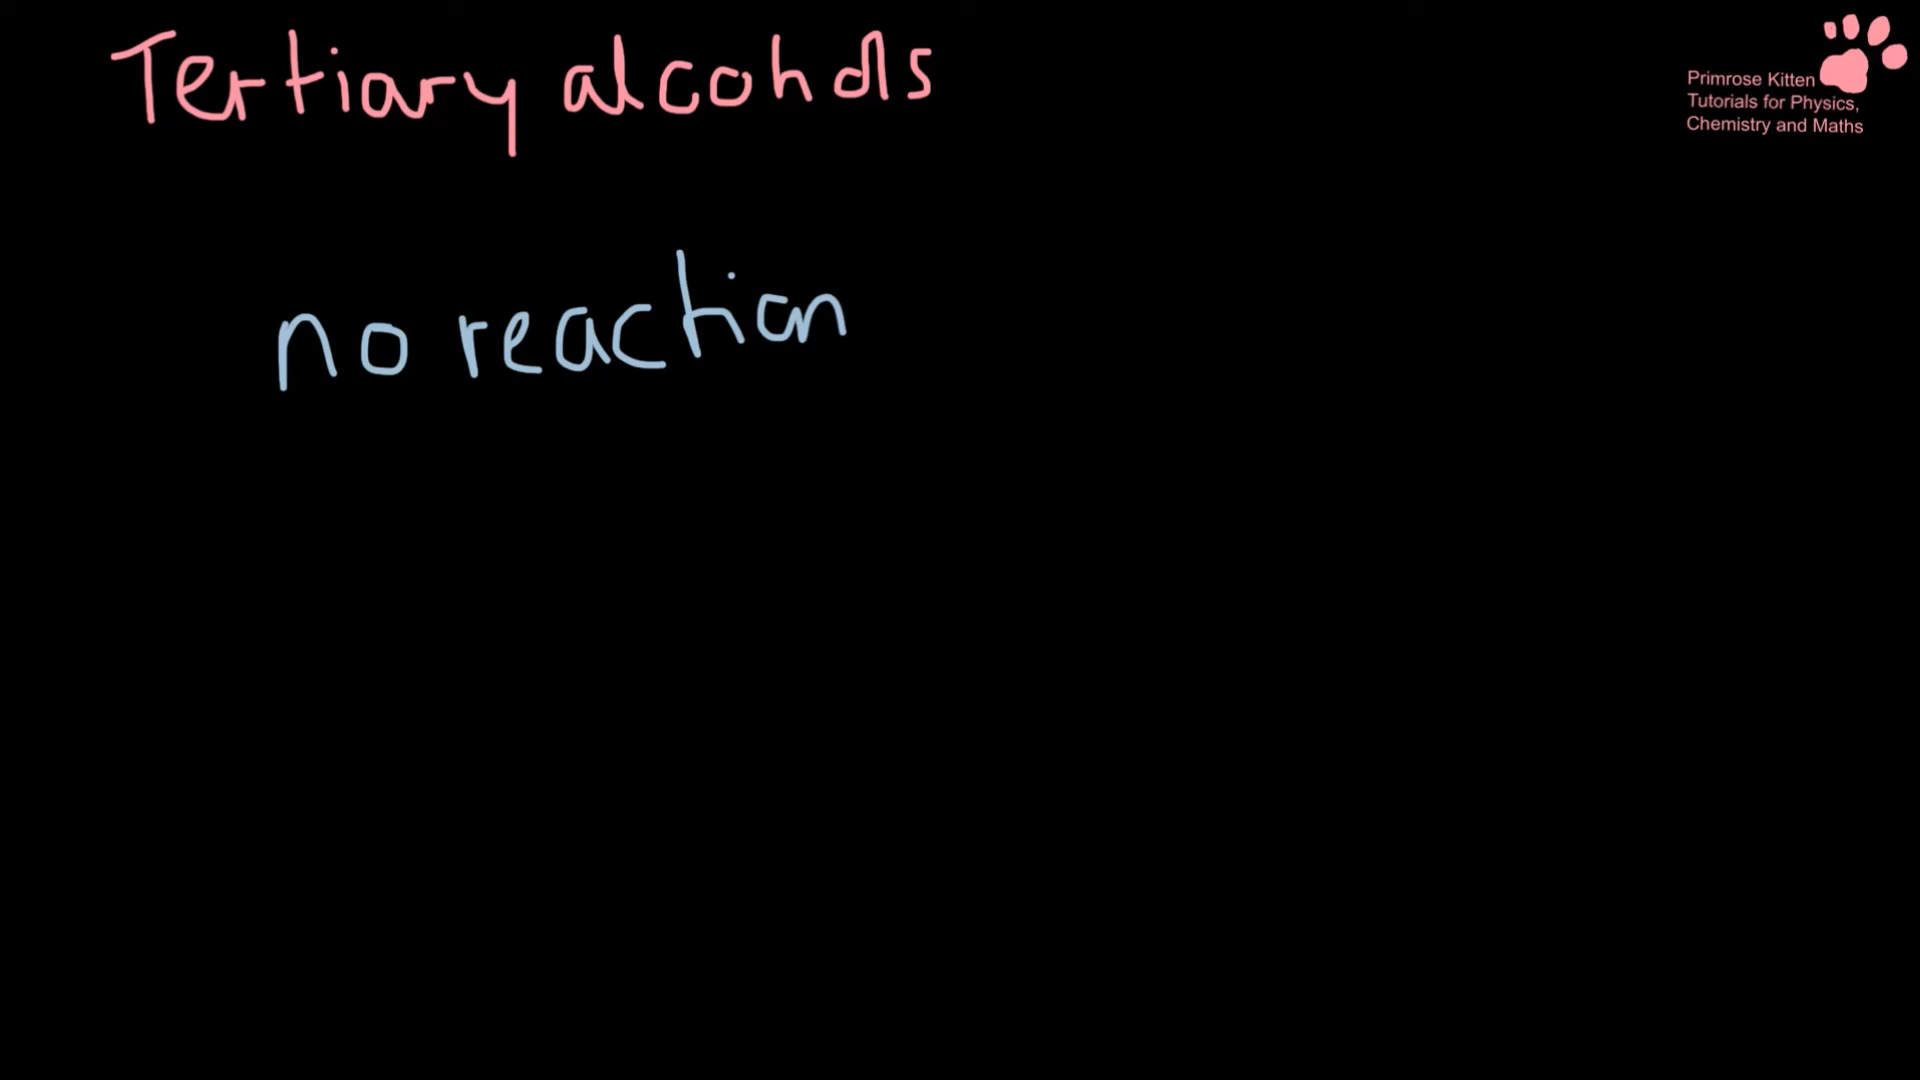 Tertiary alcohols
Primrose Kitten
Tutorials for Physics,
Chemistry and Maths
no reaction